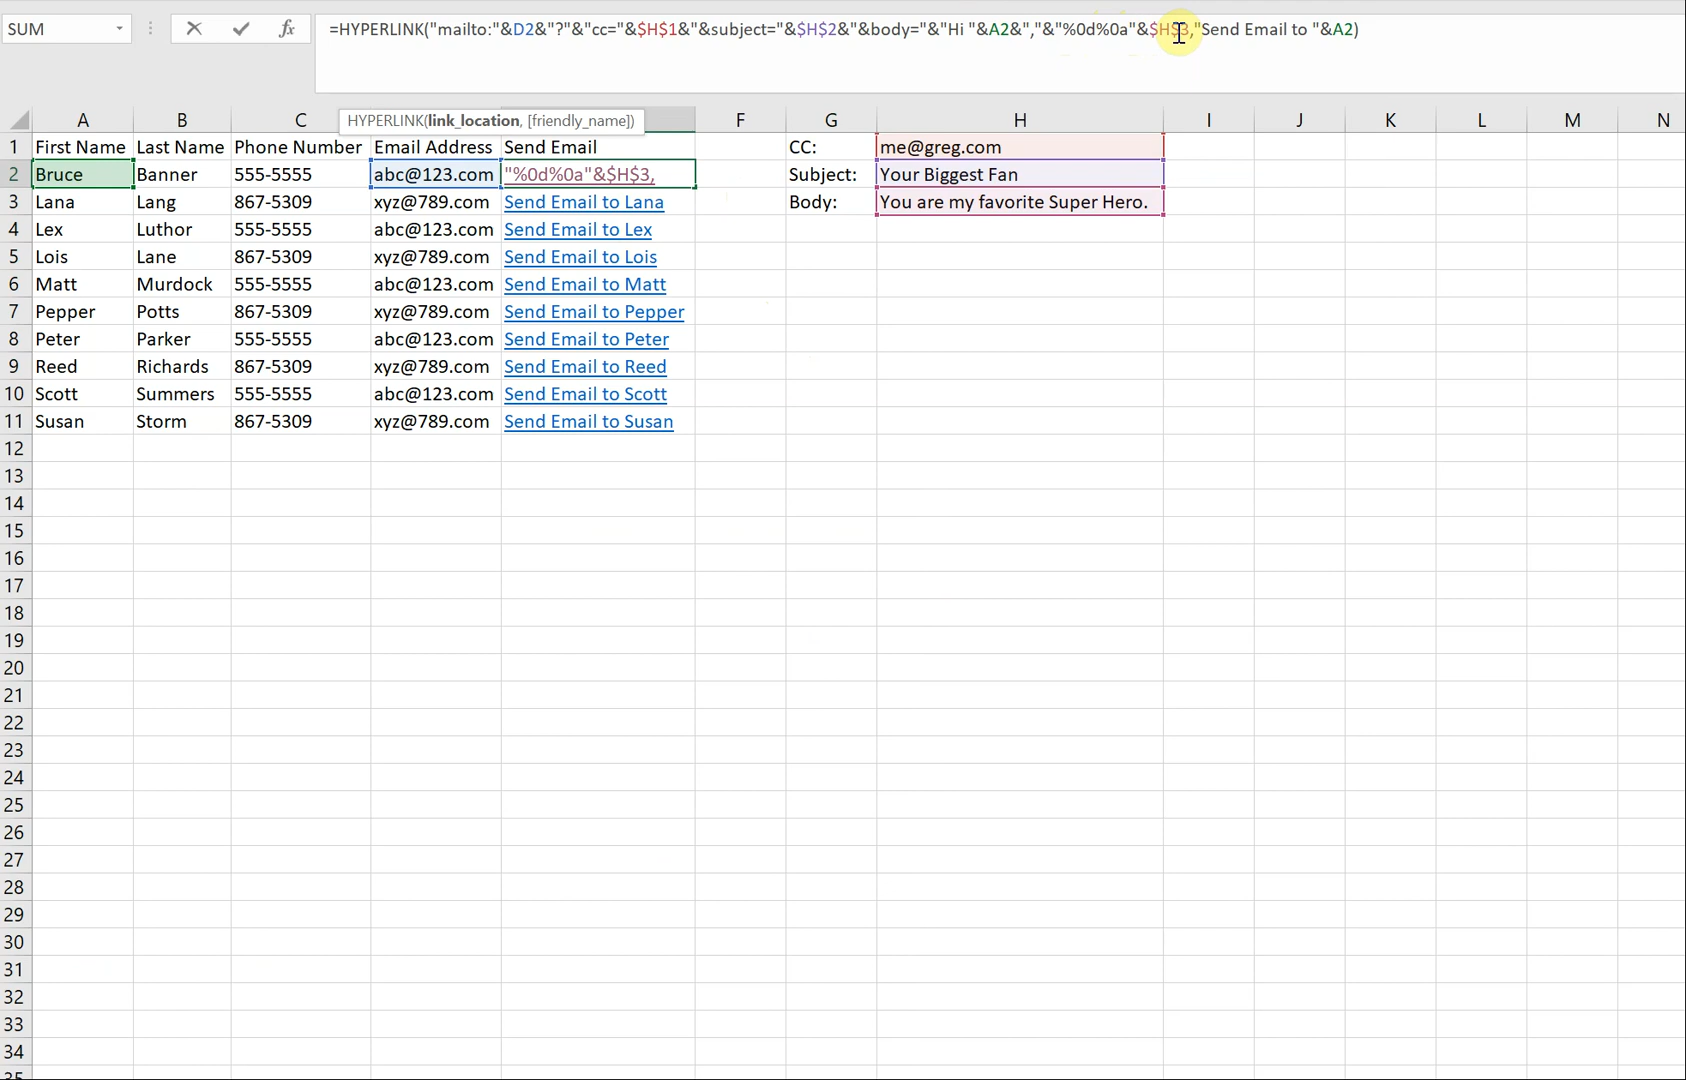 SUM fx =HYPERLINK("mailto:"&D2&"?"&"cc="&$H$1&"&subject="&$H$2&"&body="&"Hi "&A2&","&"%0d%0a"&$H$3,"Send Email to "&A2)
A B C HYPERLINK(link_location, [friendly_name]) F G H I J K L M N
1 First Name Last Name Phone Number Email Address Send Email CC: me@greg.com
2 Bruce Banner 555-5555 abc@123.com "%0d%0a"&$H$3, Subject: Your Biggest Fan
3 Lana Lang 867-5309 xyz@789.com Send Email to Lana Body: You are my favorite Super Hero.
4 Lex Luthor 555-5555 abc@123.com Send Email to Lex
5 Lois Lane 867-5309 xyz@789.com Send Email to Lois
6 Matt Murdock 555-5555 abc@123.com Send Email to Matt
7 Pepper Potts 867-5309 xyz@789.com Send Email to Pepper
8 Peter Parker 555-5555 abc@123.com Send Email to Peter
9 Reed Richards 867-5309 xyz@789.com Send Email to Reed
10 Scott Summers 555-5555 abc@123.com Send Email to Scott
11 Susan Storm 867-5309 xyz@789.com Send Email to Susan
12
13
14
15
16
17
18
19
20
21
22
23
24
25
26
27
28
29
30
31
32
33
34
35